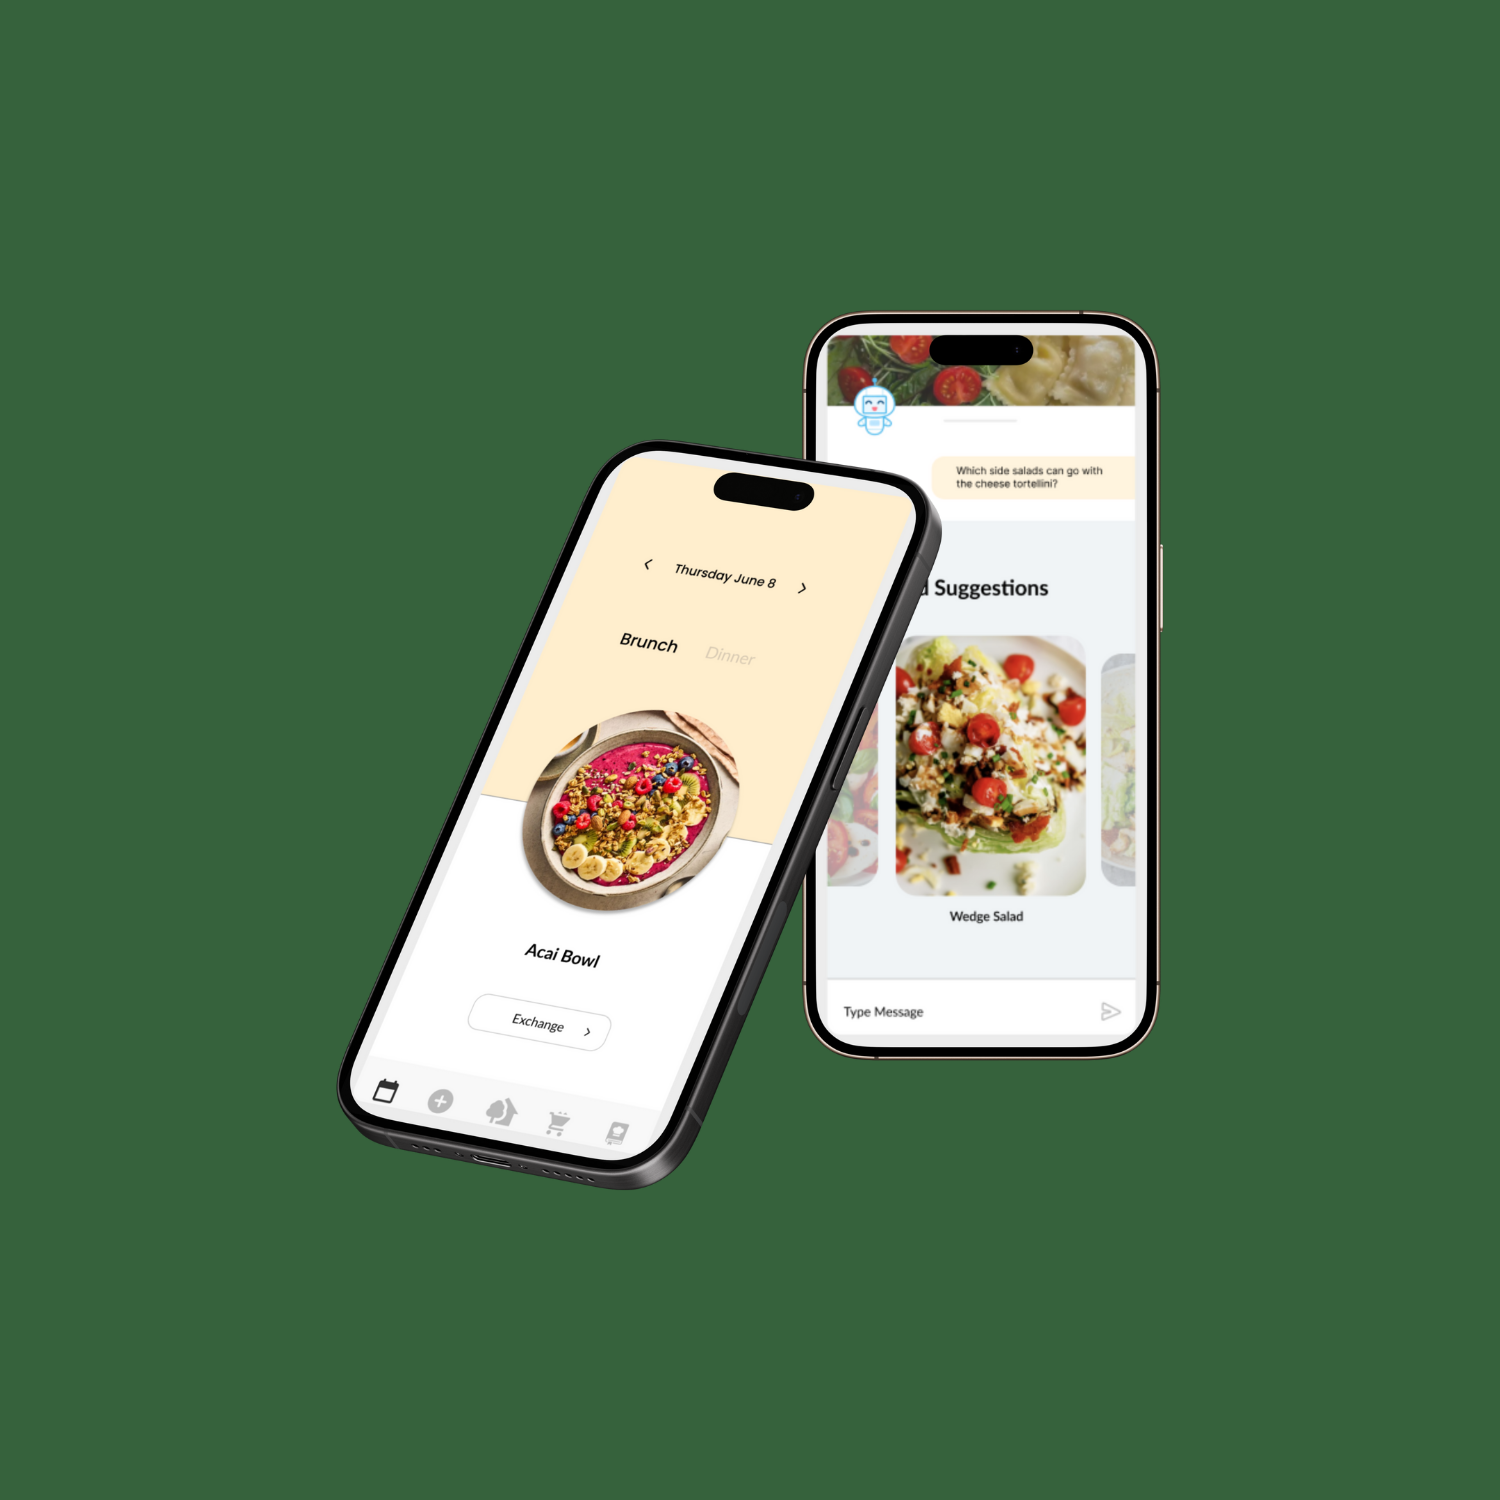 Thursday June 8
Brunch Dinner
Acai Bowl
Exchange
Which side salads can go with
the cheese tortellini?
Suggestions
Wedge Salad
Type Message